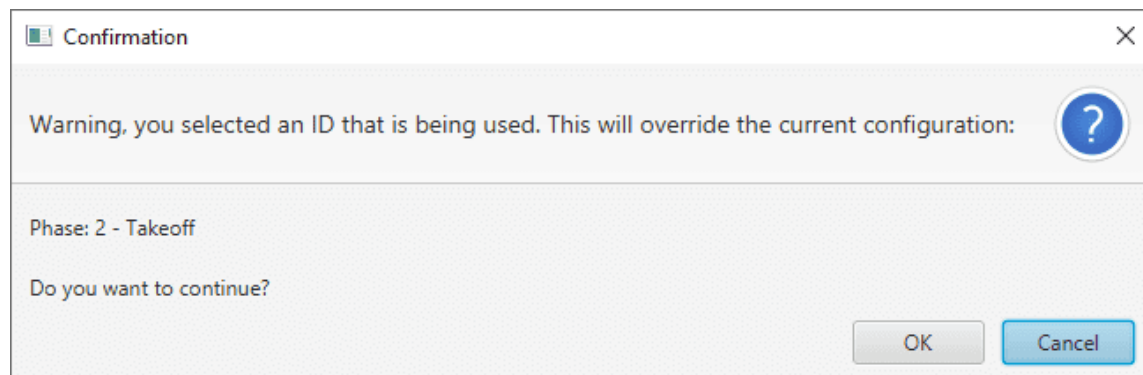 Confirmation
Warning, you selected an ID that is being used. This will override the current configuration:
?
Phase: 2 - Takeoff
Do you want to continue?
OK
Cancel